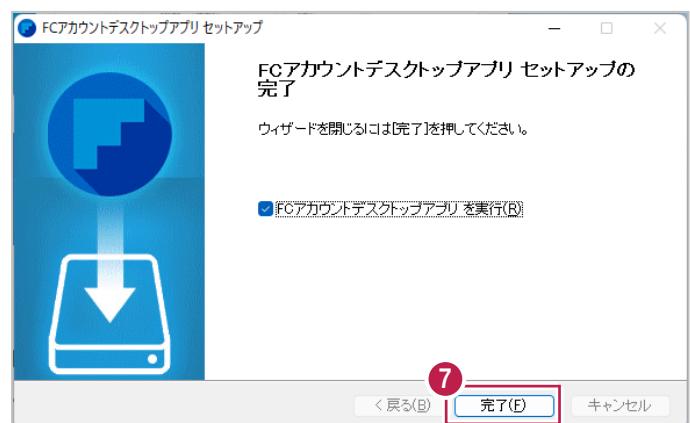 FCアカウントデスクトップアプリ セットアップ
FCアカウントデスクトップアプリ セットアップの
完了
ウィザードを閉じるには[完了]を押してください。
FCアカウントデスクトップアプリ を実行(R)
7
< 戻る(B)
完了(F)
キャンセル